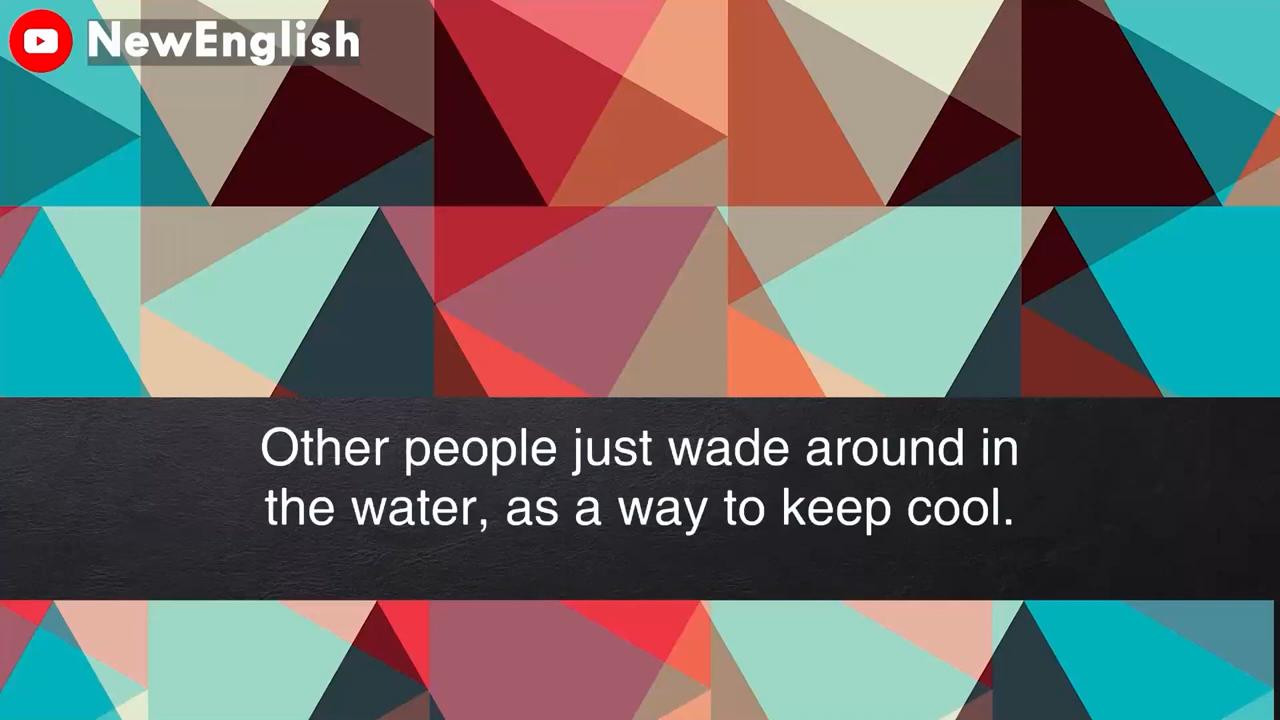 NewEnglish
Other people just wade around in
the water, as a way to keep cool.